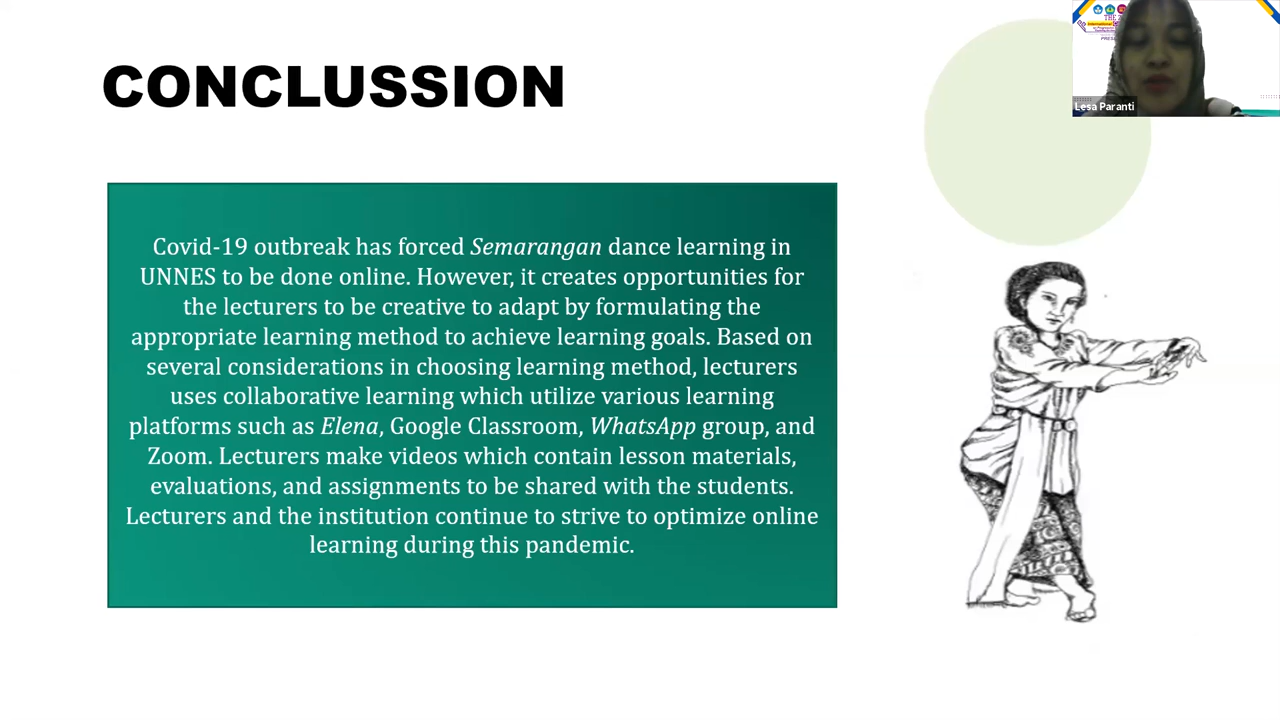 CONCLUSSION
Covid-19 outbreak has forced Semarangan dance learning in
UNNES to be done online. However, it creates opportunities for
the lecturers to be creative to adapt by formulating the
appropriate learning method to achieve learning goals. Based on
several considerations in choosing learning method, lecturers
uses collaborative learning which utilize various learning
platforms such as Elena, Google Classroom, WhatsApp group, and
Zoom. Lecturers make videos which contain lesson materials,
evaluations, and assignments to be shared with the students.
Lecturers and the institution continue to strive to optimize online
learning during this pandemic.
Lesa Paranti